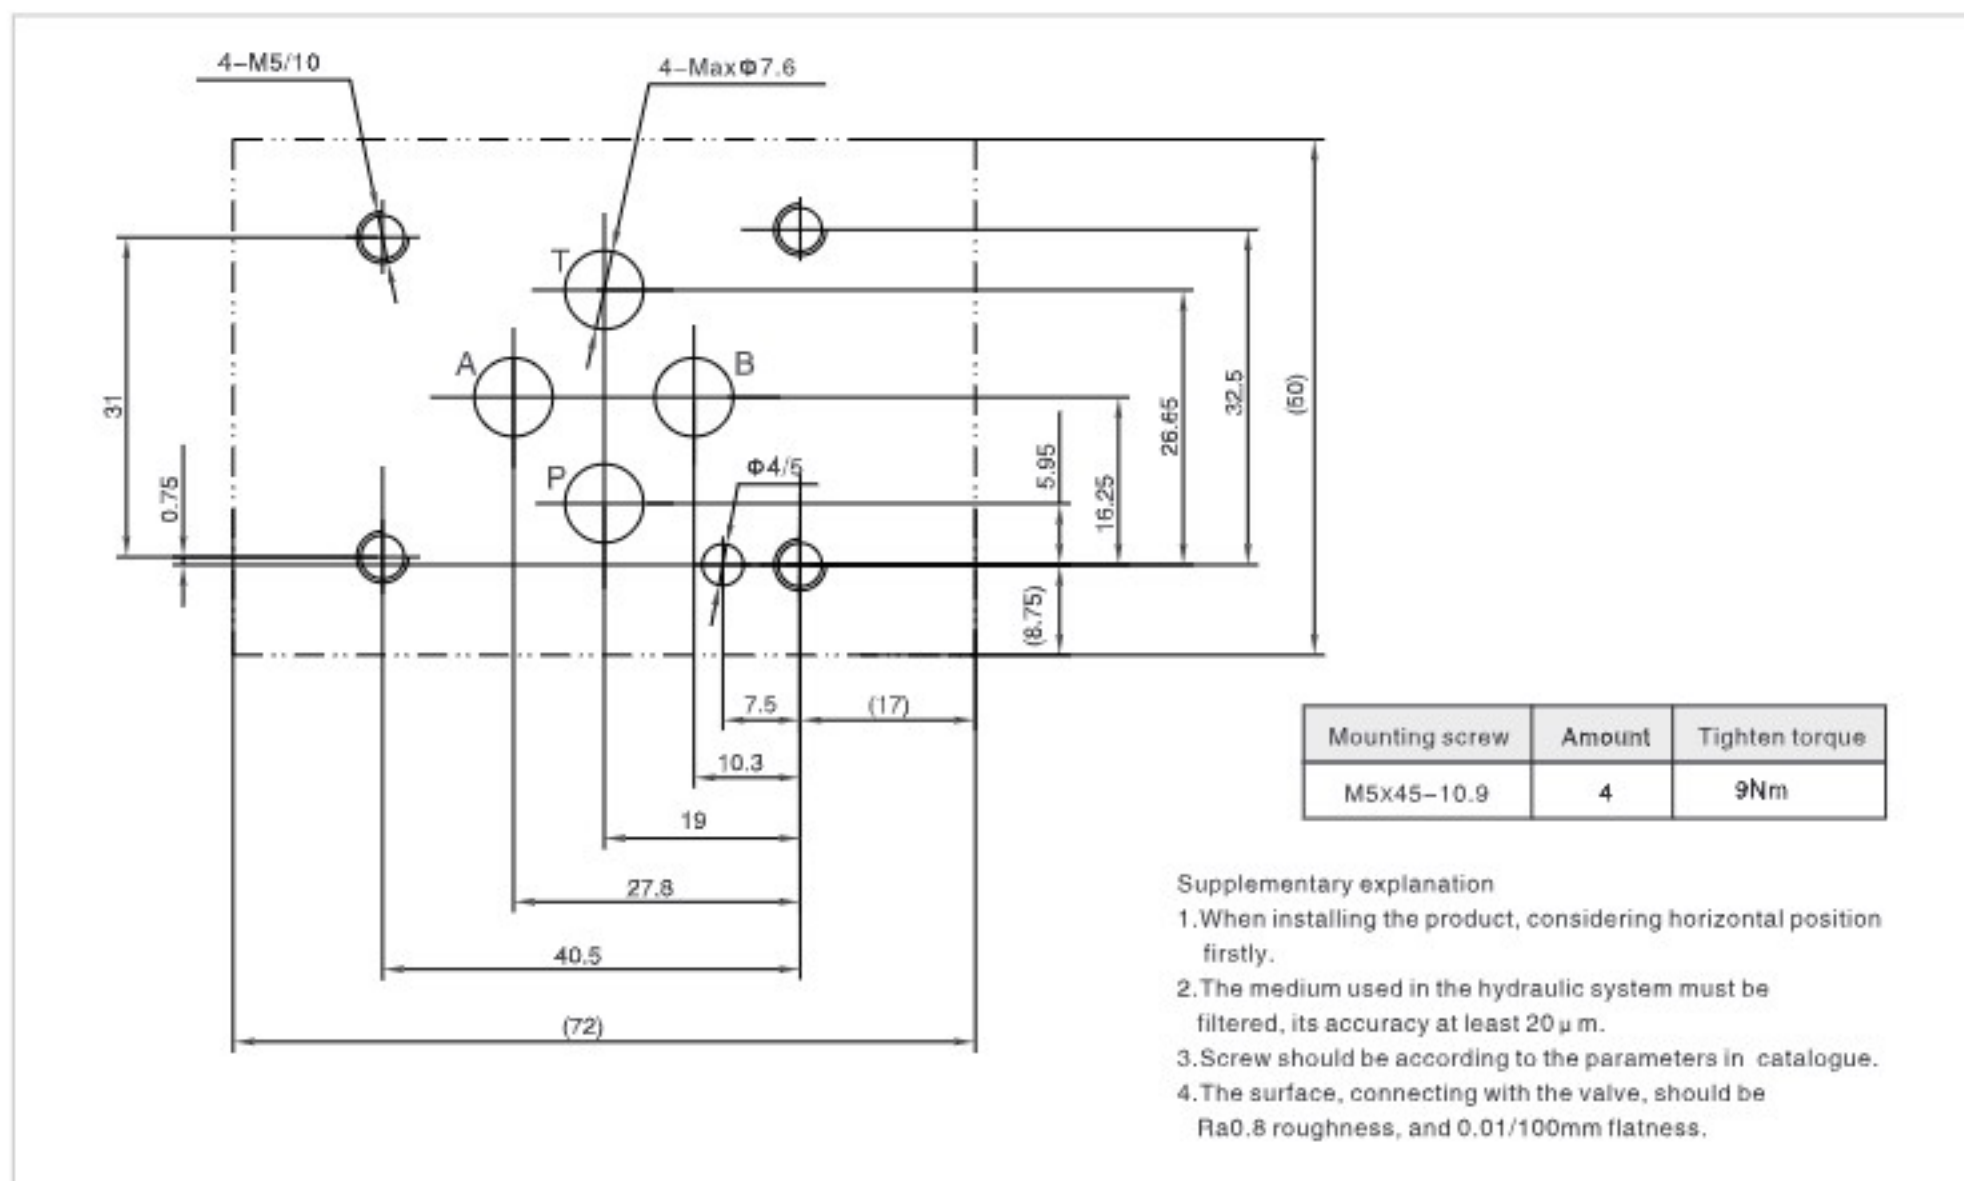 4-M5/10
4-MaxΦ7.6
T
A
B
P
Φ4/5
31
0.75
5.95
16.25
26.65
32.5
(50)
(8.75)
7.5
(17)
10.3
19
27.8
40.5
(72)
Mounting screw Amount Tighten torque
M5X45-10.9 4 9Nm
Supplementary explanation
1.When installing the product, considering horizontal position
firstly.
2.The medium used in the hydraulic system must be
filtered, its accuracy at least 20μm.
3.Screw should be according to the parameters in catalogue.
4.The surface, connecting with the valve, should be
Ra0.8 roughness, and 0.01/100mm flatness.